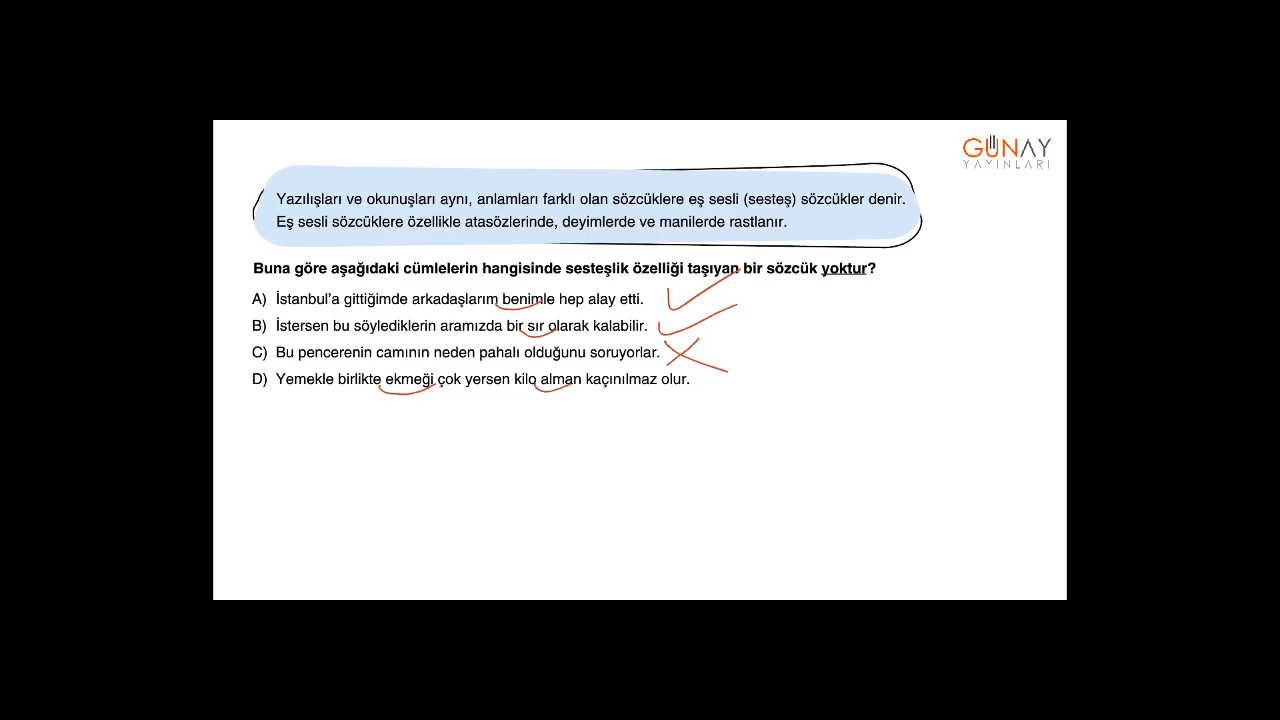 GÜNAY
YAYINLARI
Yazılışları ve okunuşları aynı, anlamları farklı olan sözcüklere eş sesli (sesteş) sözcükler denir.
Eş sesli sözcüklere özellikle atasözlerinde, deyimlerde ve manilerde rastlanır.
Buna göre aşağıdaki cümlelerin hangisinde sesteşlik özelliği taşıyan bir sözcük yoktur?
A) İstanbul'a gittiğimde arkadaşlarım benimle hep alay etti.
B) İstersen bu söylediklerin aramızda bir sır olarak kalabilir.
C) Bu pencerenin camının neden pahalı olduğunu soruyorlar.
D) Yemekle birlikte ekmeği çok yersen kilo alman kaçınılmaz olur.